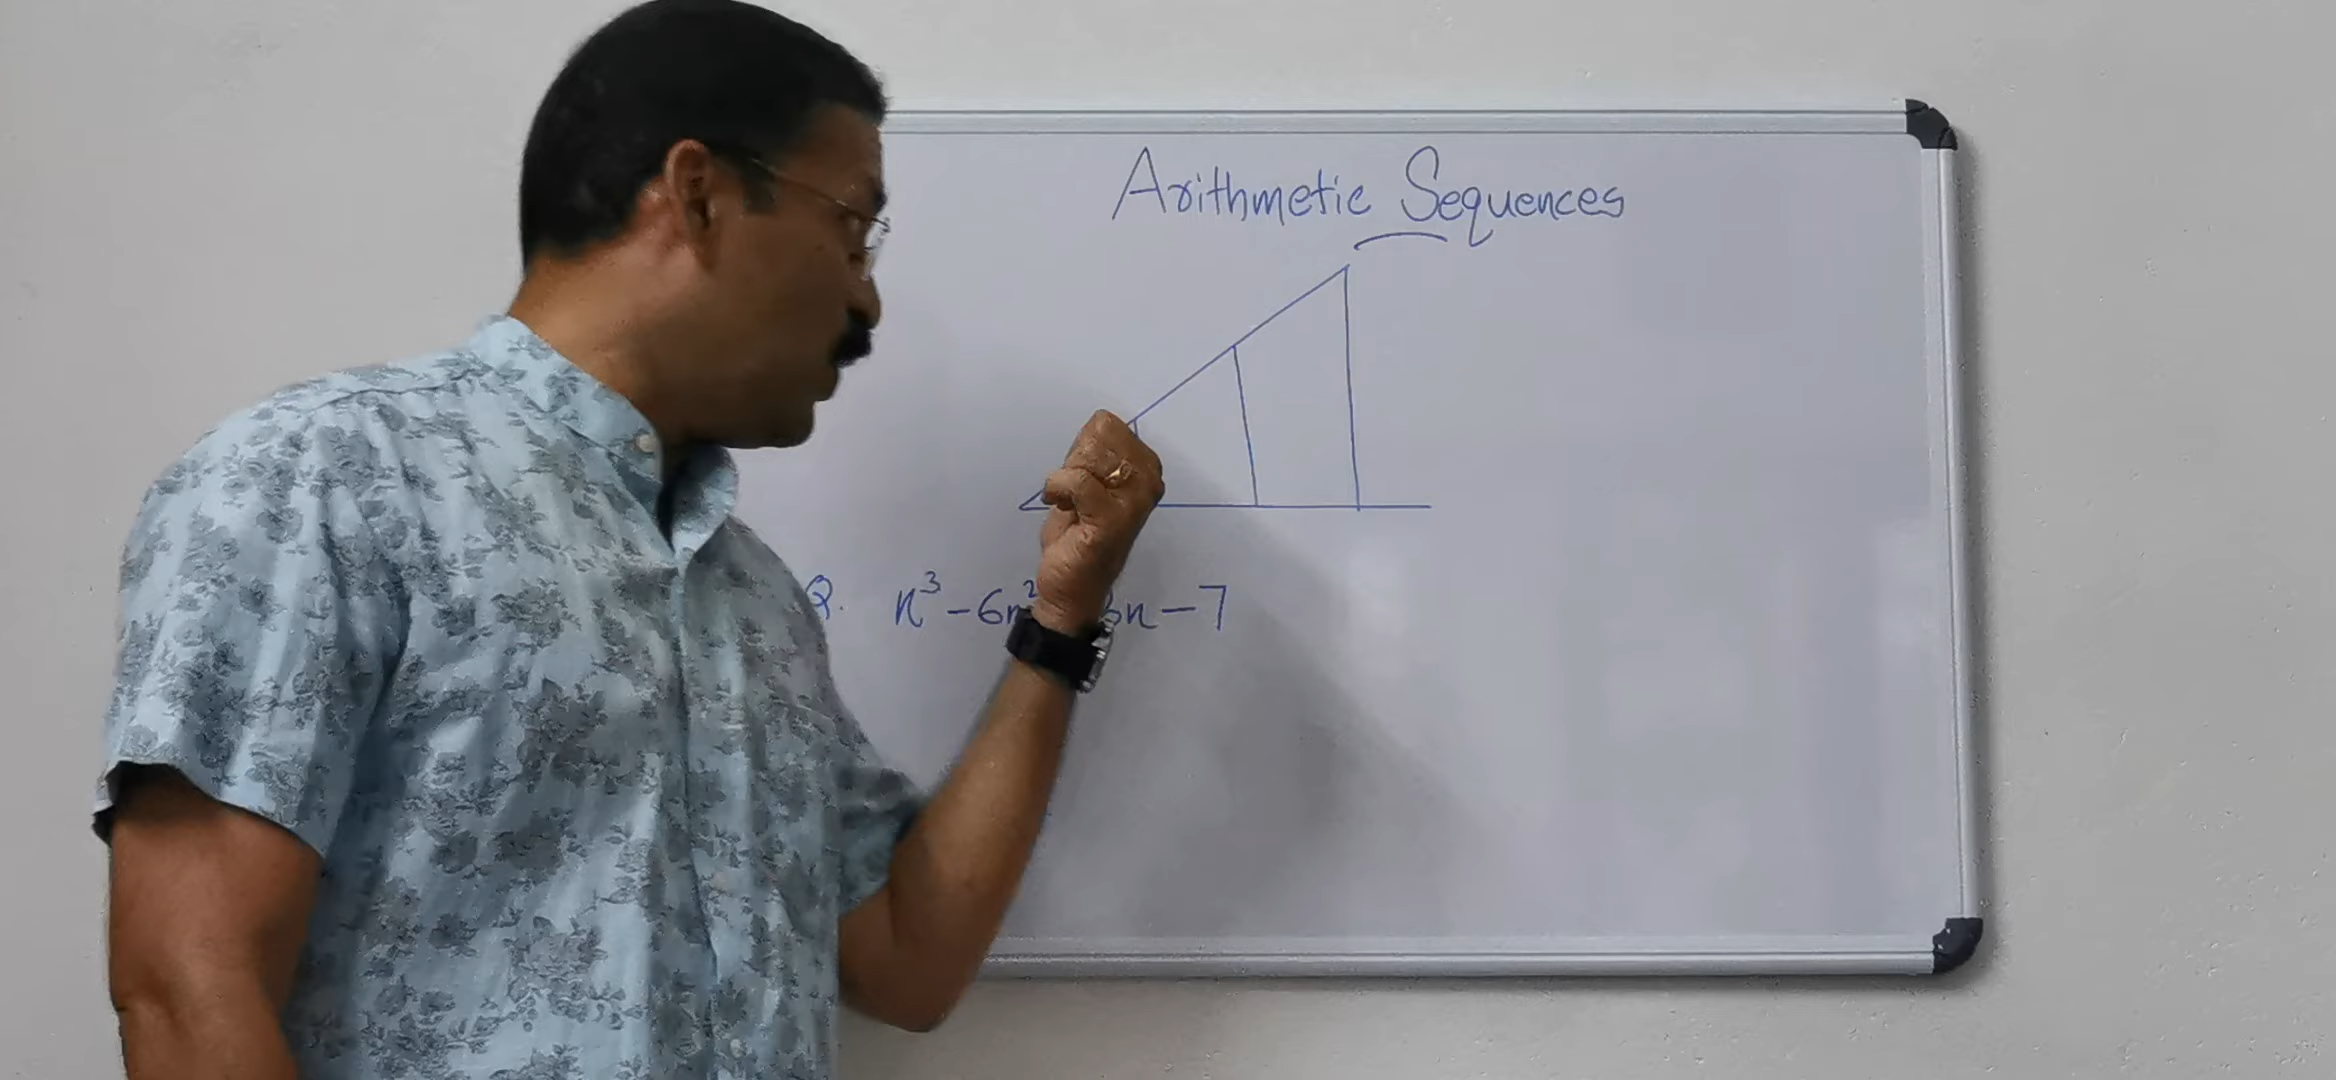 Arithmetic Sequences
Q. n³ - 6n² 3n - 7